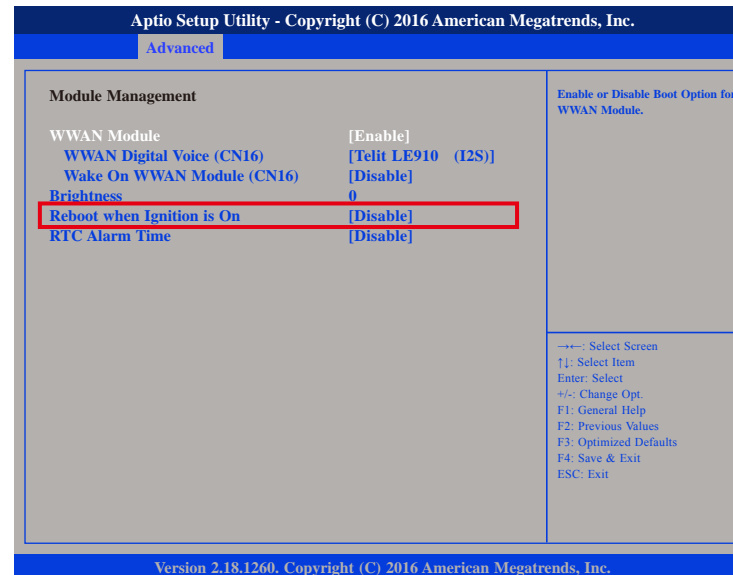 Aptio Setup Utility - Copyright (C) 2016 American Megatrends, Inc.
Advanced
Module Management
WWAN Module [Enable]
WWAN Digital Voice (CN16) [Telit LE910 (I2S)]
Wake On WWAN Module (CN16) [Disable]
Brightness 0
Reboot when Ignition is On [Disable]
RTC Alarm Time [Disable]
Enable or Disable Boot Option for
WWAN Module.
→←: Select Screen
↑↓: Select Item
Enter: Select
+/-: Change Opt.
F1: General Help
F2: Previous Values
F3: Optimized Defaults
F4: Save & Exit
ESC: Exit
Version 2.18.1260. Copyright (C) 2016 American Megatrends, Inc.